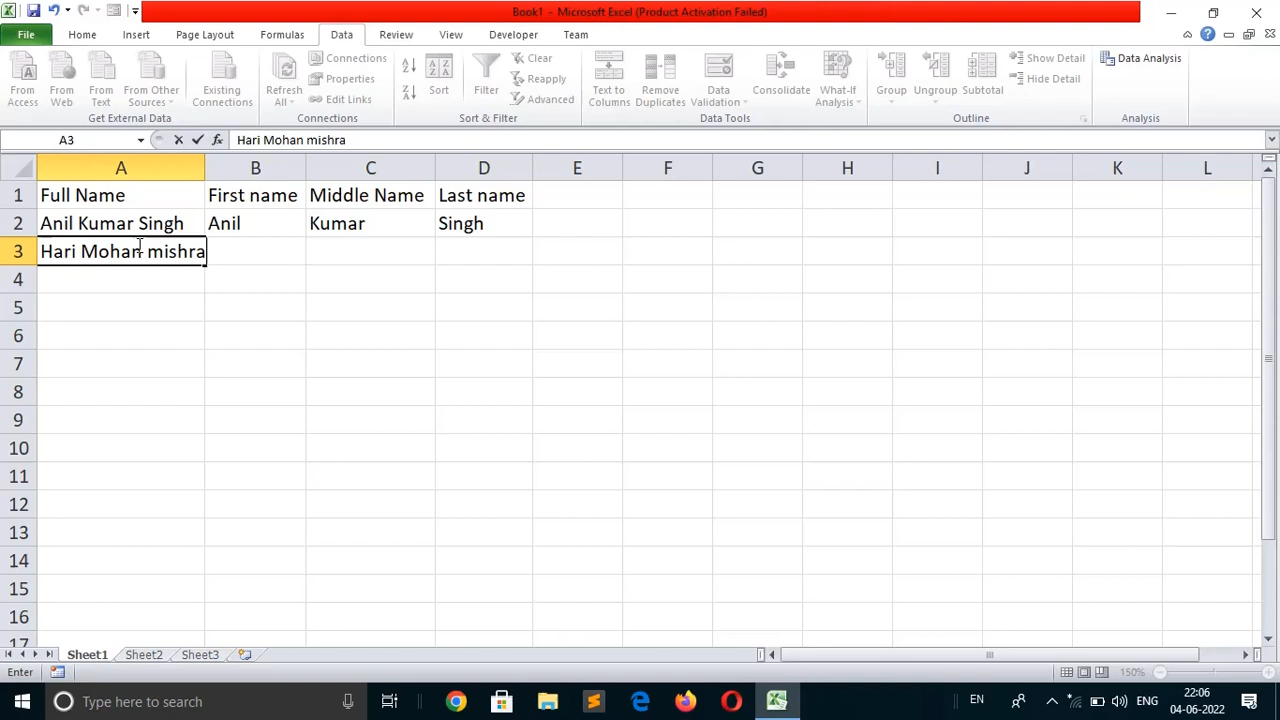 Book1 - Microsoft Excel (Product Activation Failed)
File Home Insert Page Layout Formulas Data Review View Developer Team
From Access
From Web
From Text
From Other Sources
Existing Connections
Get External Data
Refresh All
Connections
Properties
Edit Links
Connections
Sort
Filter
Clear
Reapply
Advanced
Sort & Filter
Text to Columns
Remove Duplicates
Data Validation
Consolidate
What-If Analysis
Data Tools
Group
Ungroup
Subtotal
Show Detail
Hide Detail
Outline
Data Analysis
Analysis
A3 fx Hari Mohan mishra
A B C D E F G H I J K L
1 Full Name First name Middle Name Last name
2 Anil Kumar Singh Anil Kumar Singh
3 Hari Mohan mishra
4
5
6
7
8
9
10
11
12
13
14
15
16
17
Sheet1 Sheet2 Sheet3
Enter 150%
Type here to search EN ENG 22:06
04-06-2022